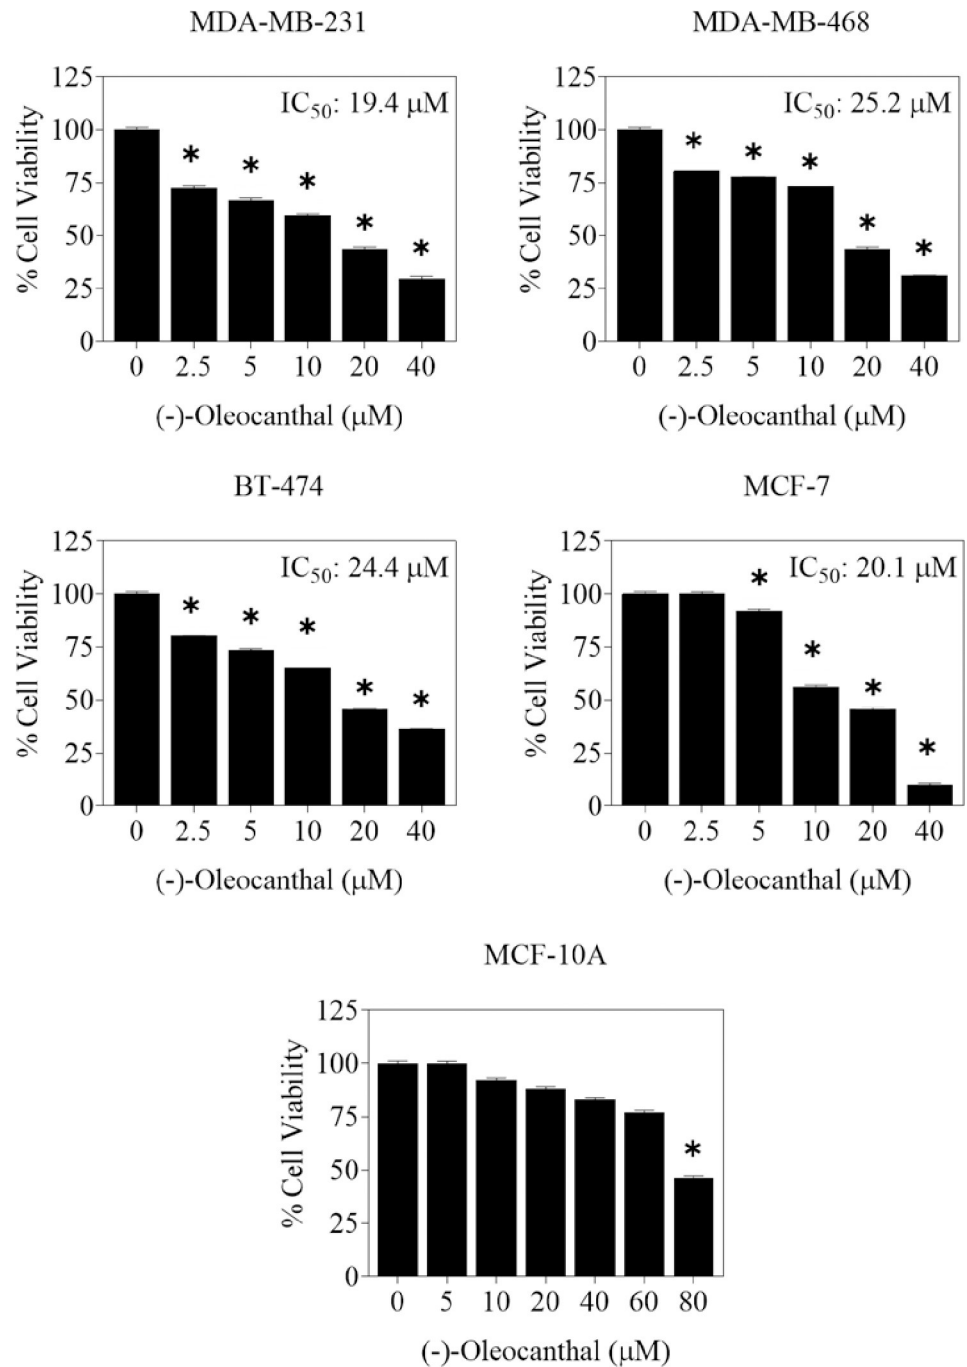 MDA-MB-231
IC50: 19.4 μM
125
100
75
50
25
0
% Cell Viability
* * * * *
0 2.5 5 10 20 40
(-)-Oleocanthal (μM)
MDA-MB-468
IC50: 25.2 μM
125
100
75
50
25
0
% Cell Viability
* * * * *
0 2.5 5 10 20 40
(-)-Oleocanthal (μM)
BT-474
IC50: 24.4 μM
125
100
75
50
25
0
% Cell Viability
* * * * *
0 2.5 5 10 20 40
(-)-Oleocanthal (μM)
MCF-7
IC50: 20.1 μM
125
100
75
50
25
0
% Cell Viability
* * * *
0 2.5 5 10 20 40
(-)-Oleocanthal (μM)
MCF-10A
125
100
75
50
25
0
% Cell Viability
*
0 5 10 20 40 60 80
(-)-Oleocanthal (μM)